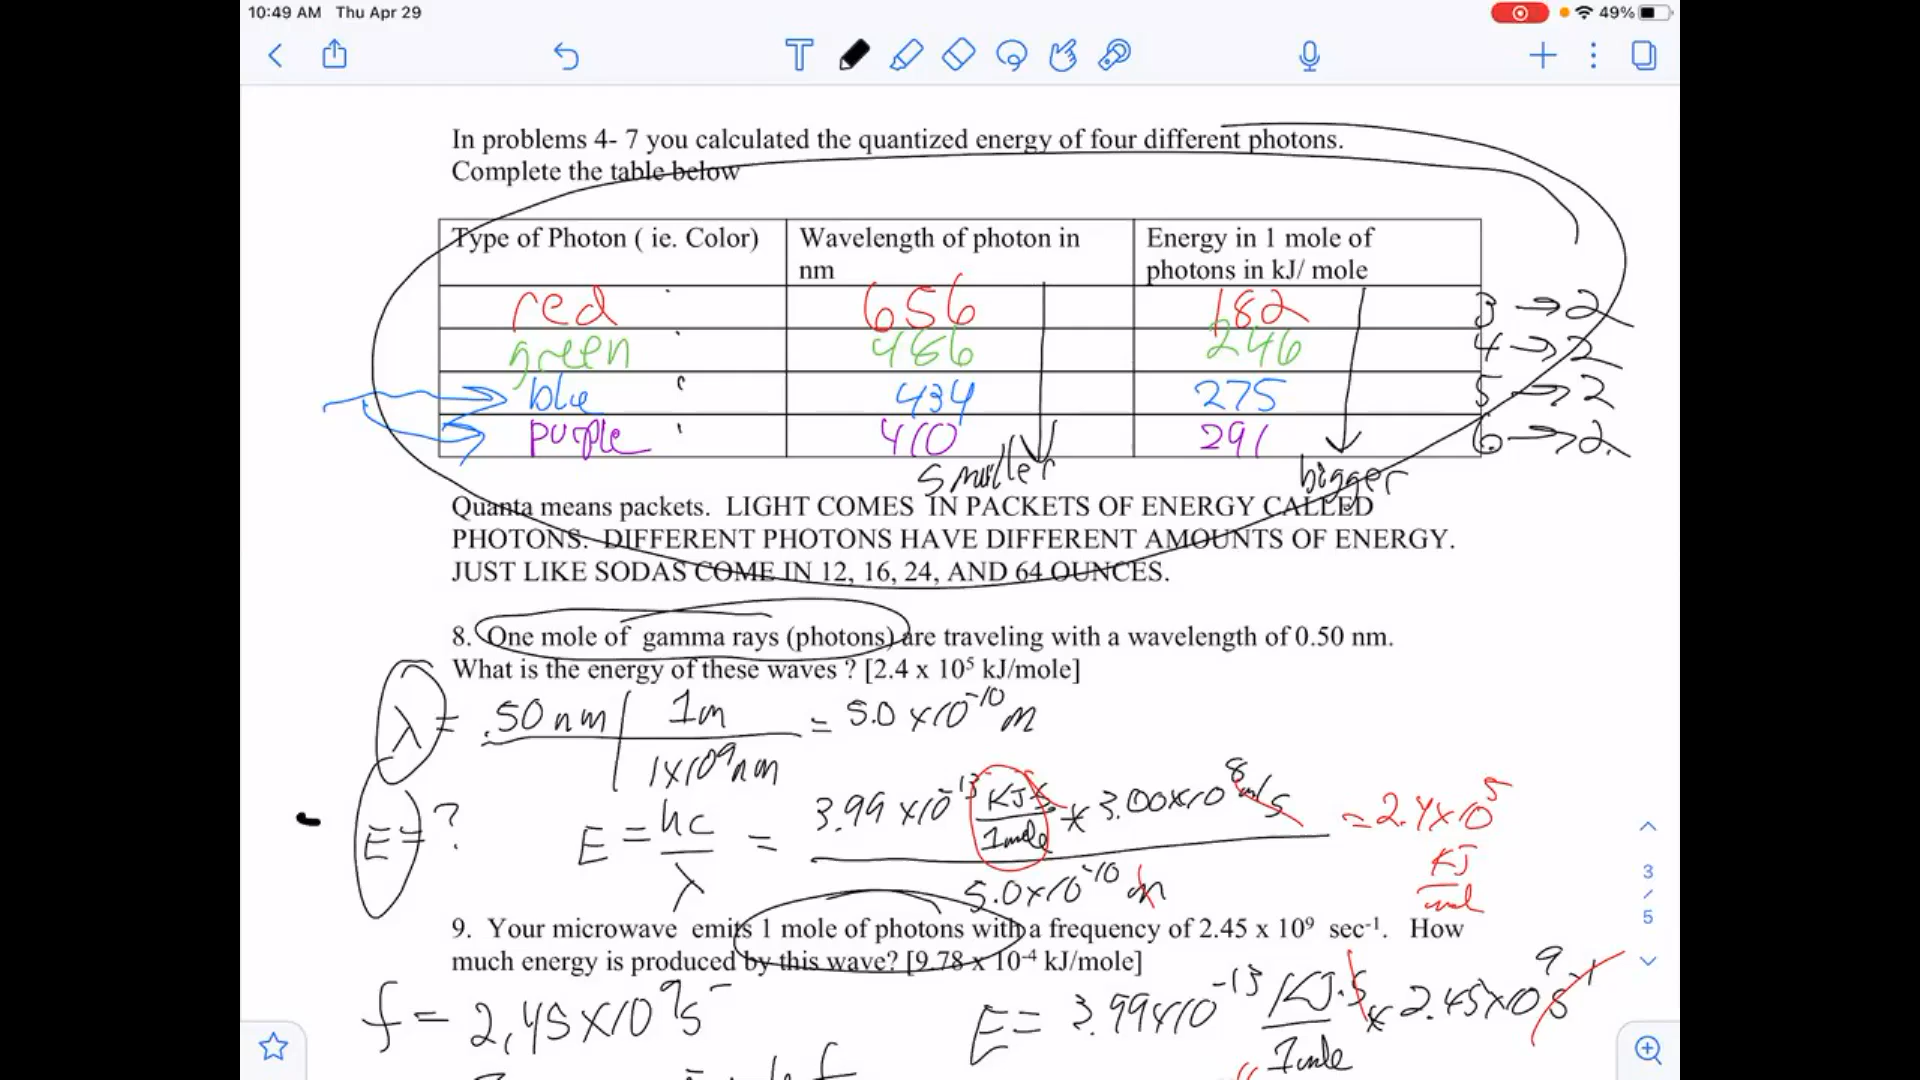 10:49 AM Thu Apr 29
49%
In problems 4- 7 you calculated the quantized energy of four different photons.
Complete the table below
Type of Photon ( ie. Color) Wavelength of photon in nm Energy in 1 mole of photons in kJ/ mole
red 656 182 3 → 2
green 486 246 4 → 2
blue 434 275 5 → 2
purple 410 291 6 → 2
smaller bigger
Quanta means packets. LIGHT COMES IN PACKETS OF ENERGY CALLED
PHOTONS. DIFFERENT PHOTONS HAVE DIFFERENT AMOUNTS OF ENERGY.
JUST LIKE SODAS COME IN 12, 16, 24, AND 64 OUNCES.
8. One mole of gamma rays (photons) are traveling with a wavelength of 0.50 nm.
What is the energy of these waves ? [2.4 x 10⁵ kJ/mole]
λ = .50 nm | 1m / 1x10⁹ nm = 5.0 x10⁻¹⁰ m
E = ? E = hc / λ = 3.99 x10⁻¹³ KJ·s / 1 mole * 3.00x10⁸ m/s / 5.0x10⁻¹⁰ m = 2.4x10⁵ KJ / mol
3 / 5
9. Your microwave emits 1 mole of photons with a frequency of 2.45 x 10⁹ sec⁻¹. How
much energy is produced by this wave? [9.78 x 10⁻⁴ kJ/mole]
f = 2.45x10⁹ s⁻ E = 3.99x10⁻¹³ KJ·s / 1 mole * 2.45x10⁹ s⁻¹